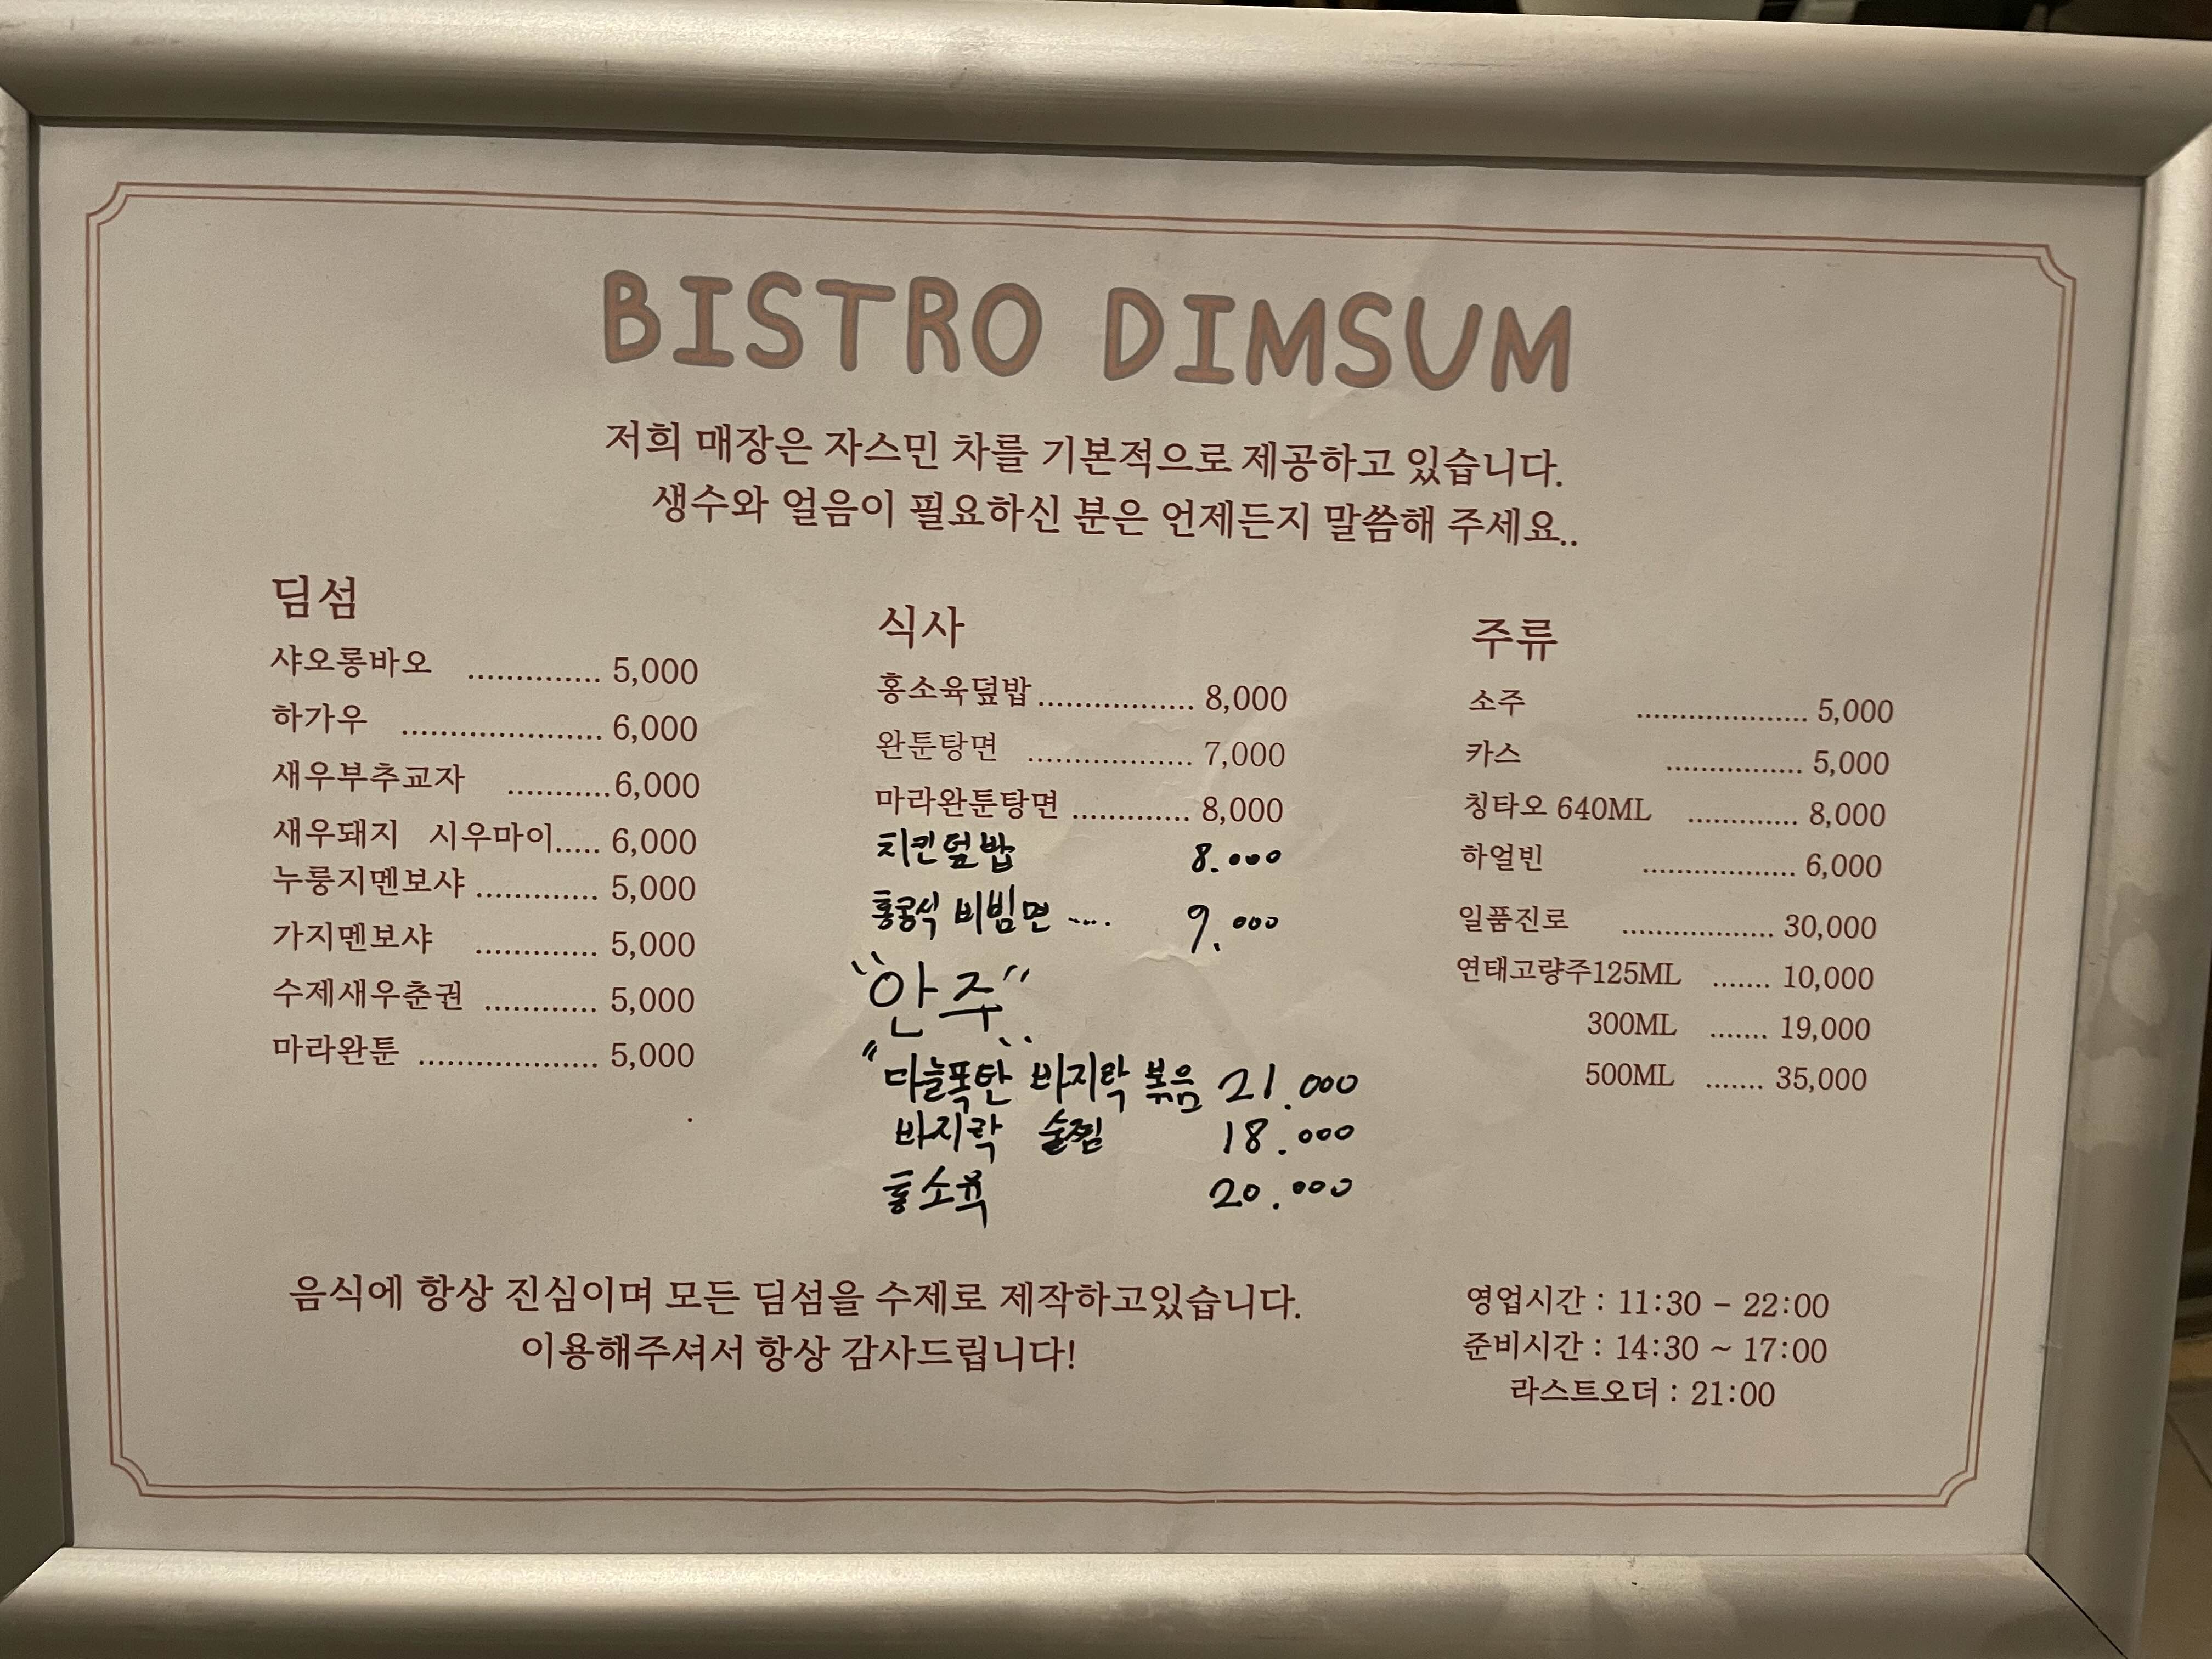 BISTRO DIMSUM
저희 매장은 자스민 차를 기본적으로 제공하고 있습니다.
생수와 얼음이 필요하신 분은 언제든지 말씀해 주세요..
딤섬
샤오롱바오 .............. 5,000
하가우 ..................... 6,000
새우부추교자 ...........6,000
새우돼지 시우마이..... 6,000
누룽지멘보샤 ............. 5,000
가지멘보샤 ............. 5,000
수제새우춘권 ............ 5,000
마라완툰 ................... 5,000
식사
홍소육덮밥................. 8,000
완툰탕면 .................. 7,000
마라완툰탕면 ............. 8,000
치킨덮밥 8.000
홍콩식 비빔면 ..... 9.000
"안주"
"마늘폭탄 바지락 볶음 21.000
바지락 술찜 18.000
홍소육 20.000
주류
소주 .................... 5,000
카스 ................ 5,000
칭타오 640ML ............. 8,000
하얼빈 .................. 6,000
일품진로 .................. 30,000
연태고량주125ML ....... 10,000
300ML ....... 19,000
500ML ....... 35,000
음식에 항상 진심이며 모든 딤섬을 수제로 제작하고있습니다.
이용해주셔서 항상 감사드립니다!
영업시간 : 11:30 - 22:00
준비시간 : 14:30 ~ 17:00
라스트오더 : 21:00